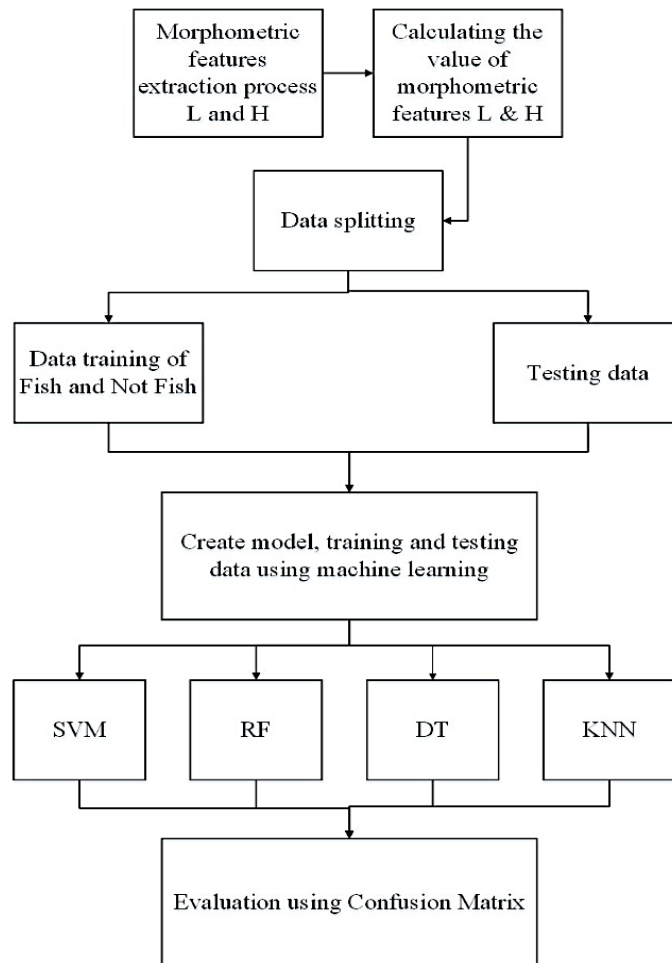 Morphometric
features
extraction process
L and H
Calculating the
value of
morphometric
features L & H
Data splitting
Data training of
Fish and Not Fish
Testing data
Create model, training and testing
data using machine learning
SVM
RF
DT
KNN
Evaluation using Confusion Matrix